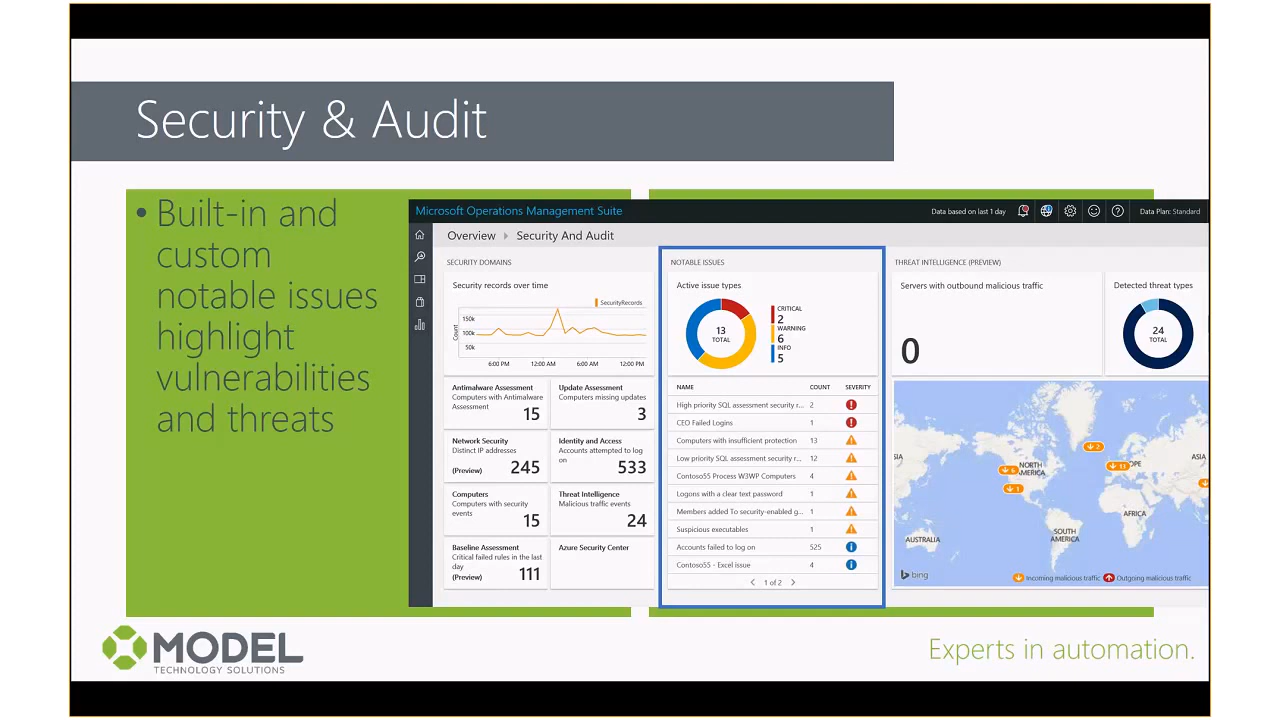 Security & Audit
• Built-in and
custom
notable issues
highlight
vulnerabilities
and threats
Microsoft Operations Management Suite
Data based on last 1 day
Data Plan: Standard
Overview
Security And Audit
SECURITY DOMAINS
Security records over time
SecurityRecords
Count
150k
100k
50k
6:00 PM 12:00 AM 6:00 AM 12:00 PM
Antimalware Assessment
Computers with Antimalware
Assessment
15
Update Assessment
Computers missing updates
3
Network Security
Distinct IP addresses
(Preview)
245
Identity and Access
Accounts attempted to log
on
533
Computers
Computers with security
events
15
Threat Intelligence
Malicious traffic events
24
Baseline Assessment
Critical failed rules in the last
day
(Preview)
111
Azure Security Center
NOTABLE ISSUES
Active issue types
13
TOTAL
CRITICAL
2
WARNING
6
INFO
5
NAME COUNT SEVERITY
High priority SQL assessment security r... 2
CEO Failed Logins 1
Computers with insufficient protection 13
Low priority SQL assessment security r... 12
Contoso55 Process W3WP Computers 4
Logons with a clear text password 1
Members added To security-enabled g... 1
Suspicious executables 1
Accounts failed to log on 525
Contoso55 - Excel issue 4
1 of 2
THREAT INTELLIGENCE (PREVIEW)
Servers with outbound malicious traffic
0
Detected threat types
24
TOTAL
SIA
NORTH
AMERICA
6
1
2
13
OPE
ASIA
AFRICA
SOUTH
AMERICA
AUSTRALIA
bing
Incoming malicious traffic
Outgoing malicious traffic
MODEL
TECHNOLOGY SOLUTIONS
Experts in automation.